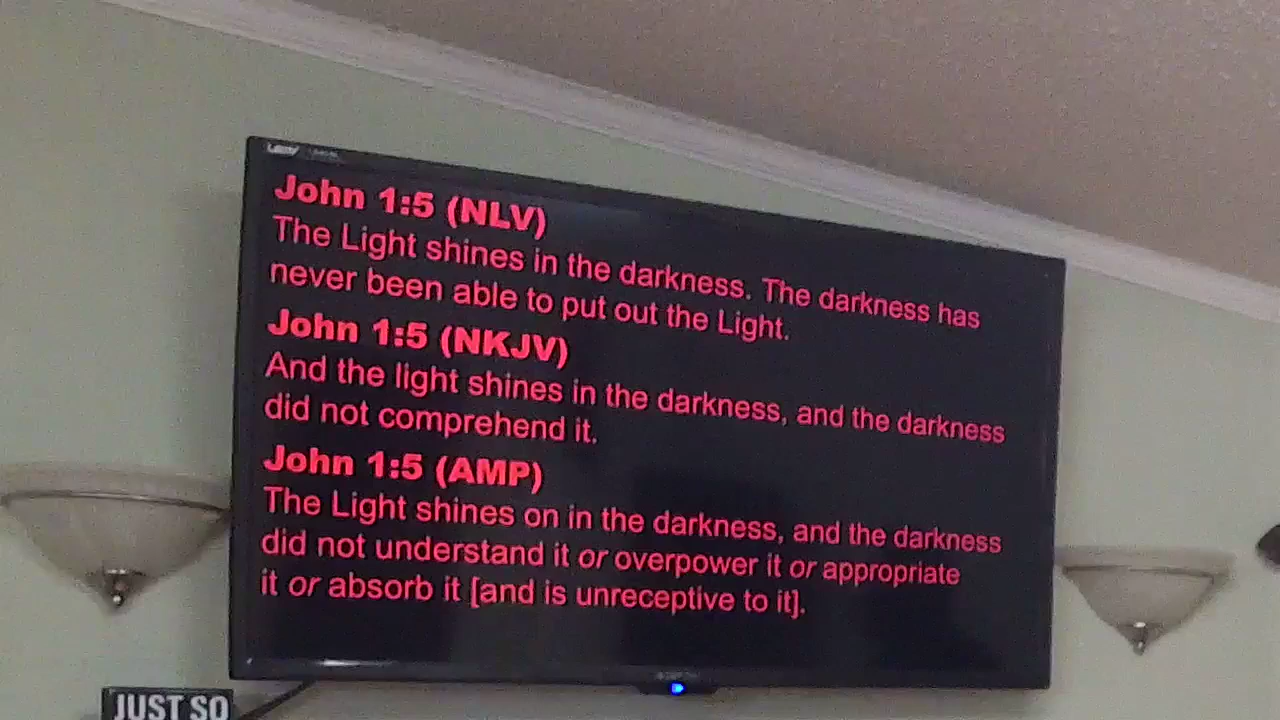 John 1:5 (NLV)
The Light shines in the darkness. The darkness has
never been able to put out the Light.
John 1:5 (NKJV)
And the light shines in the darkness, and the darkness
did not comprehend it.
John 1:5 (AMP)
The Light shines on in the darkness, and the darkness
did not understand it or overpower it or appropriate
it or absorb it [and is unreceptive to it].
JUST SO